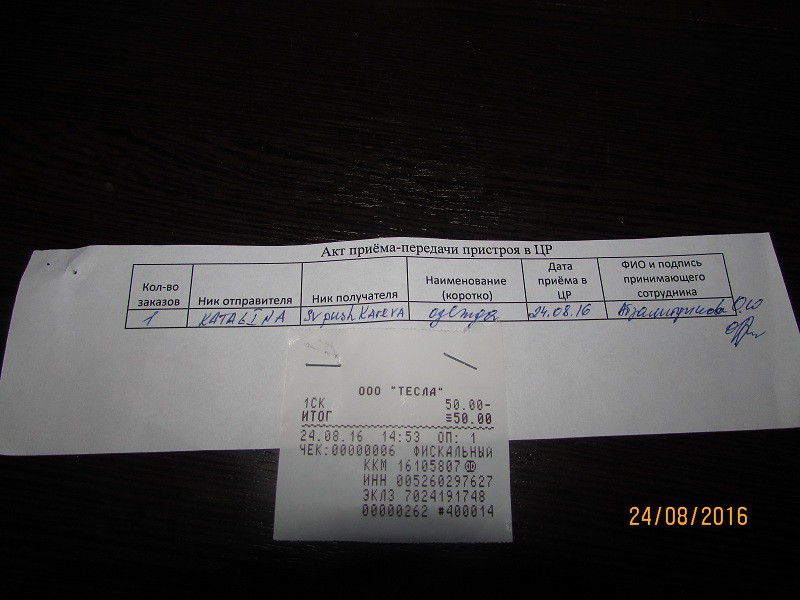 Акт приёма-передачи пристроя в ЦР
Кол-во заказов Ник отправителя Ник получателя Наименование (коротко) Дата приёма в ЦР ФИО и подпись принимающего сотрудника
1 KATALINA одежда 24.08.16
ООО "ТЕСЛА"
1СК 50.00-
ИТОГ ≡50.00
24.08.16 14:53 ОП: 1
ЧЕК:00000006 ФИСКАЛЬНЫЙ
ККМ 16105807
ИНН 005260297627
ЭКЛЗ 7024191748
00000262 #400014
24/08/2016